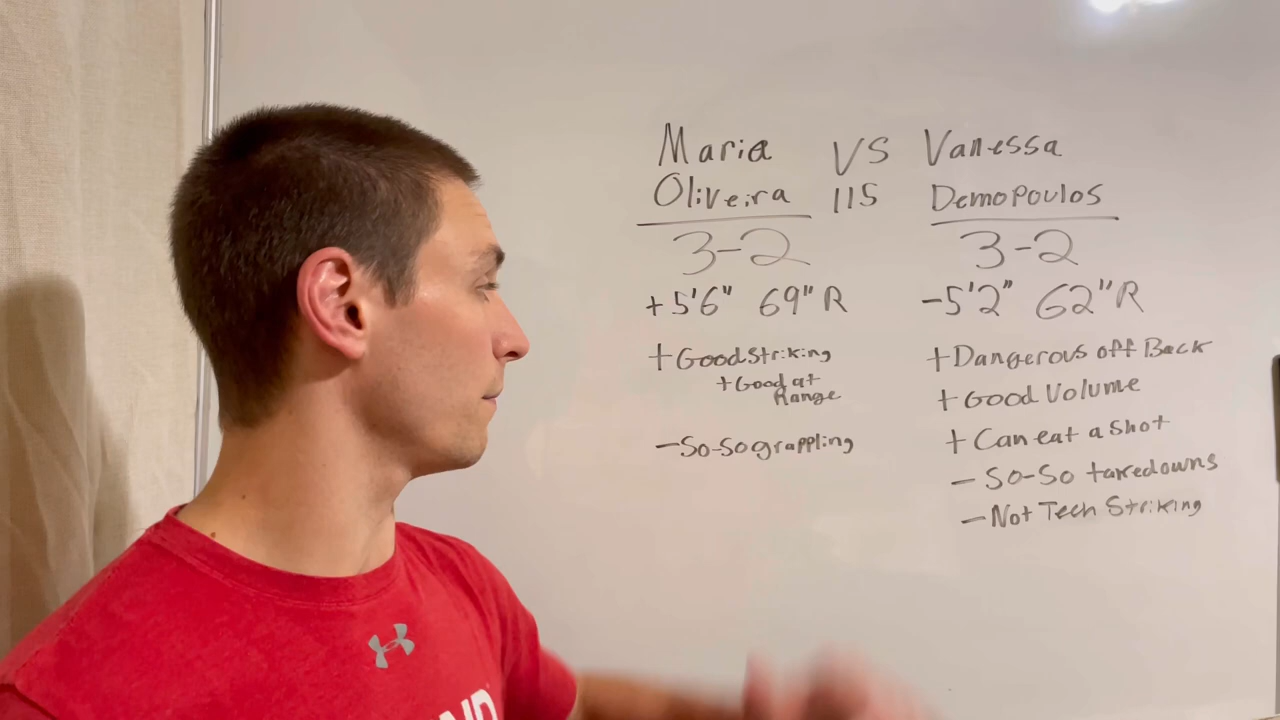 Maria VS Vanessa
Oliveira 115 Demopoulos
3-2 3-2
+5'6" 69"R -5'2" 62"R
+Good Striking
+Good at
Range
-So-So grappling
+Dangerous off Back
+Good Volume
+Can eat a Shot
-So-So takedowns
-Not Tech Striking
ND